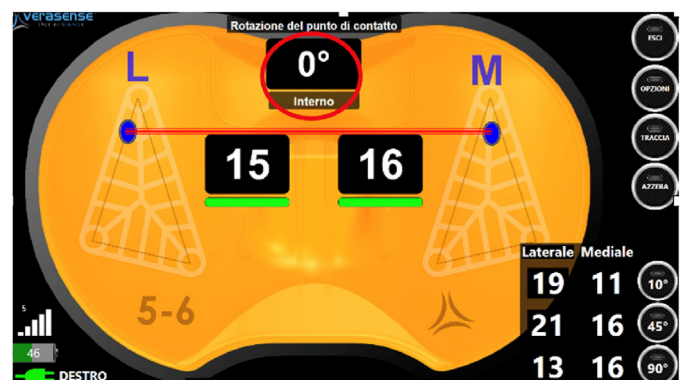 verasense
Rotazione del punto di contatto
0°
Interno
L
M
ESCI
OPZIONI
TRACCIA
AZZERA
15
16
Laterale Mediale
19 11 10°
21 16 45°
13 16 90°
5-6
5
46
DESTRO